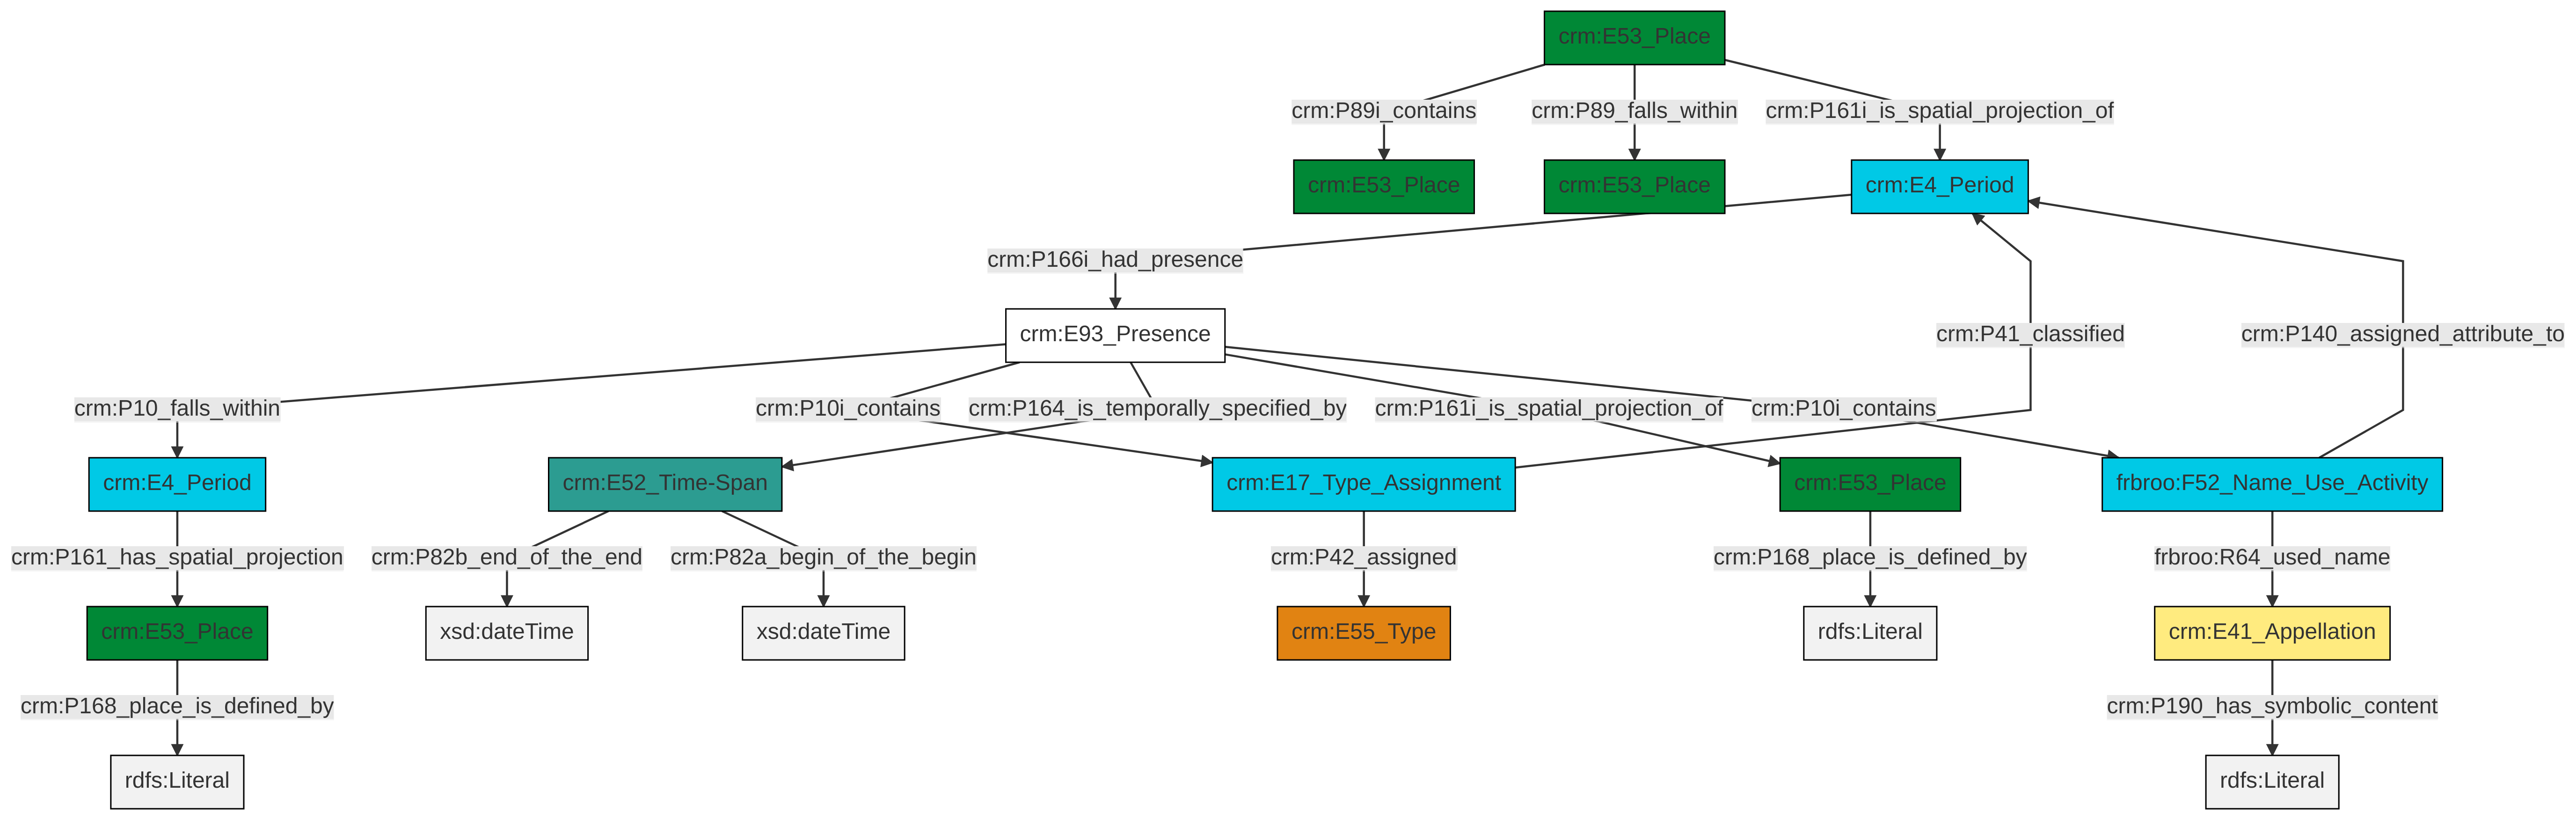 crm:E53_Place
crm:P89i_contains
crm:P89_falls_within
crm:P161i_is_spatial_projection_of
crm:E53_Place
crm:E53_Place
crm:E4_Period
crm:P166i_had_presence
crm:E93_Presence
crm:P41_classified
crm:P140_assigned_attribute_to
crm:P10_falls_within
crm:P10i_contains
crm:P164_is_temporally_specified_by
crm:P161i_is_spatial_projection_of
crm:P10i_contains
crm:E4_Period
crm:E52_Time-Span
crm:E17_Type_Assignment
crm:E53_Place
frbroo:F52_Name_Use_Activity
crm:P161_has_spatial_projection
crm:P82b_end_of_the_end
crm:P82a_begin_of_the_begin
crm:P42_assigned
crm:P168_place_is_defined_by
frbroo:R64_used_name
crm:E53_Place
xsd:dateTime
xsd:dateTime
crm:E55_Type
rdfs:Literal
crm:E41_Appellation
crm:P168_place_is_defined_by
crm:P190_has_symbolic_content
rdfs:Literal
rdfs:Literal